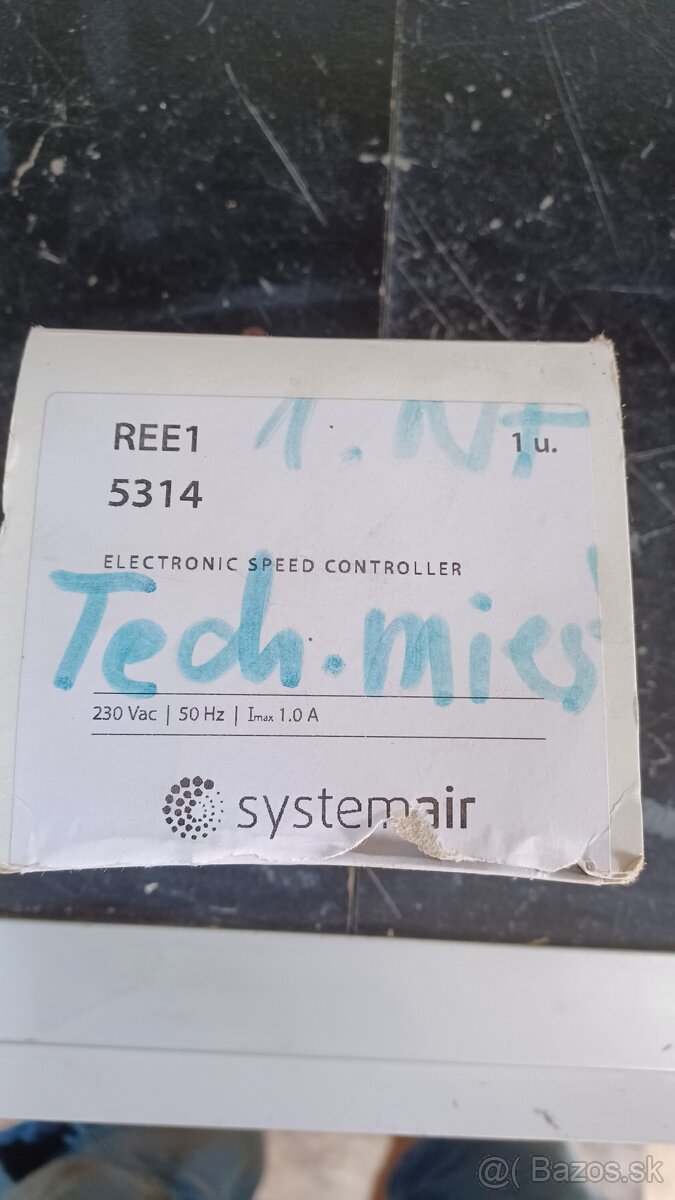 REE1 1 u.
1. NP
5314
ELECTRONIC SPEED CONTROLLER
Tech.
230 Vac | 50 Hz | Imax 1.0 A
systemair
@( Bazos.sk